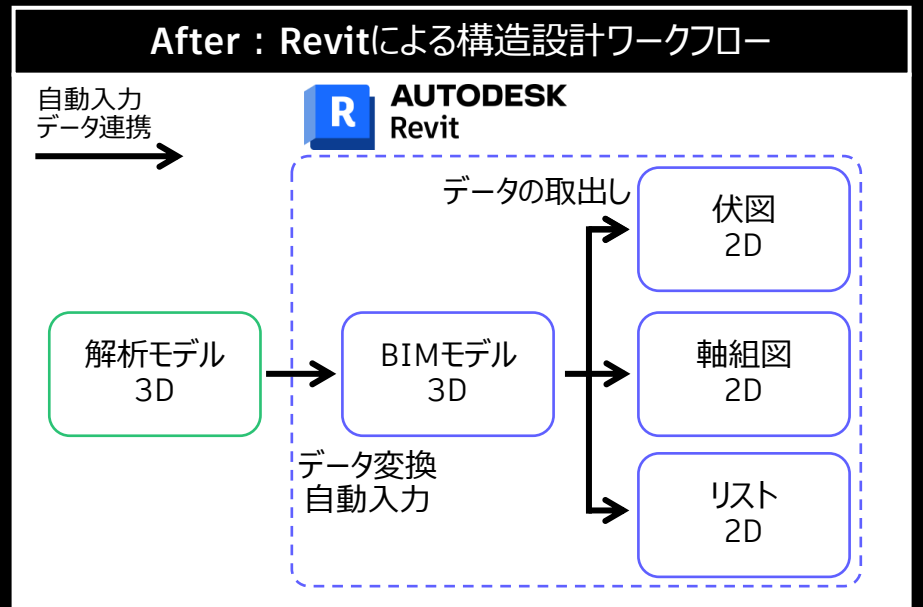 After：Revitによる構造設計ワークフロー
自動入力
データ連携
R
AUTODESK
Revit
データの取出し
伏図
2D
解析モデル
3D
BIMモデル
3D
軸組図
2D
データ変換
自動入力
リスト
2D